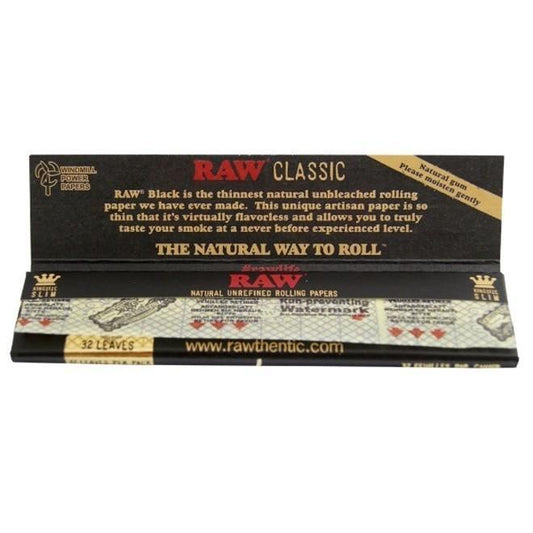 WINDMILL
POWER
PAPERS
RAW® CLASSIC
Natural gum
Please moisten gently
RAW® Black is the thinnest natural unbleached rolling
paper we have ever made. This unique artisan paper is so
thin that it's virtually flavorless and allows you to truly
taste your smoke at a never before experienced level.
THE NATURAL WAY TO ROLL™
KINGSIZE
SLIM
#rawlife
RAW
NATURAL UNREFINED ROLLING PAPERS
KINGSIZE
SLIM
Run-preventing
Watermark
32 LEAVES
www.rawthentic.com